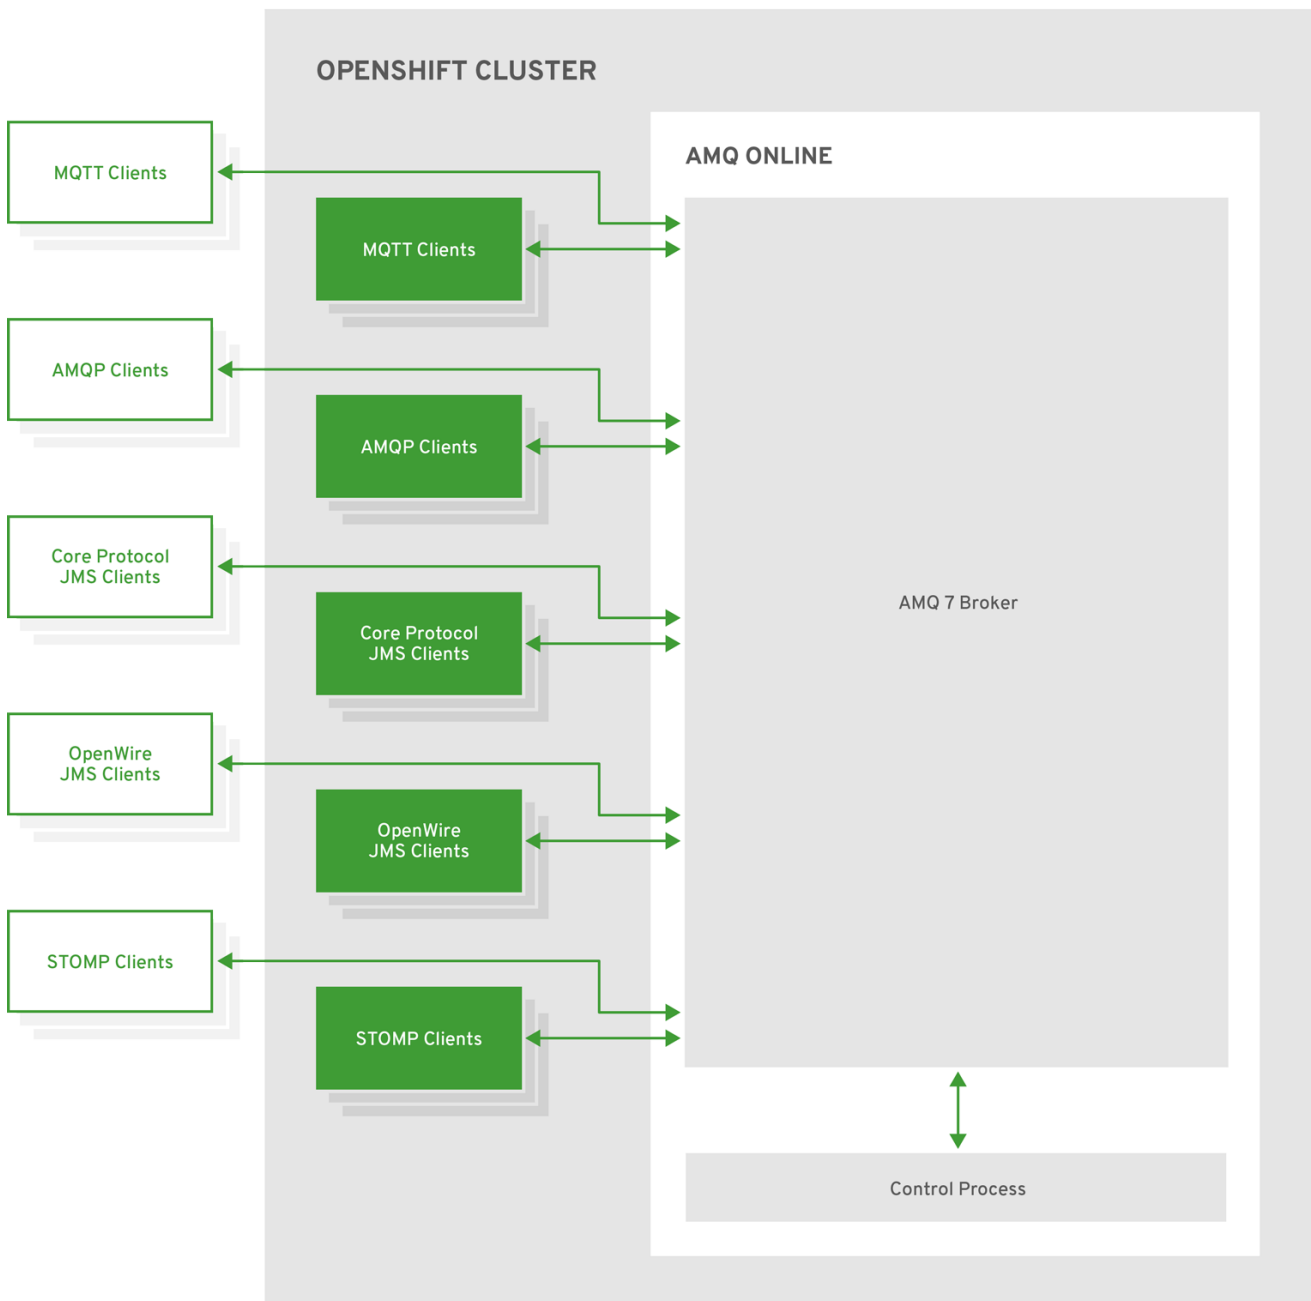 OPENSHIFT CLUSTER
AMQ ONLINE
MQTT Clients
MQTT Clients
AMQP Clients
AMQP Clients
Core Protocol
JMS Clients
Core Protocol
JMS Clients
AMQ 7 Broker
OpenWire
JMS Clients
OpenWire
JMS Clients
STOMP Clients
STOMP Clients
Control Process